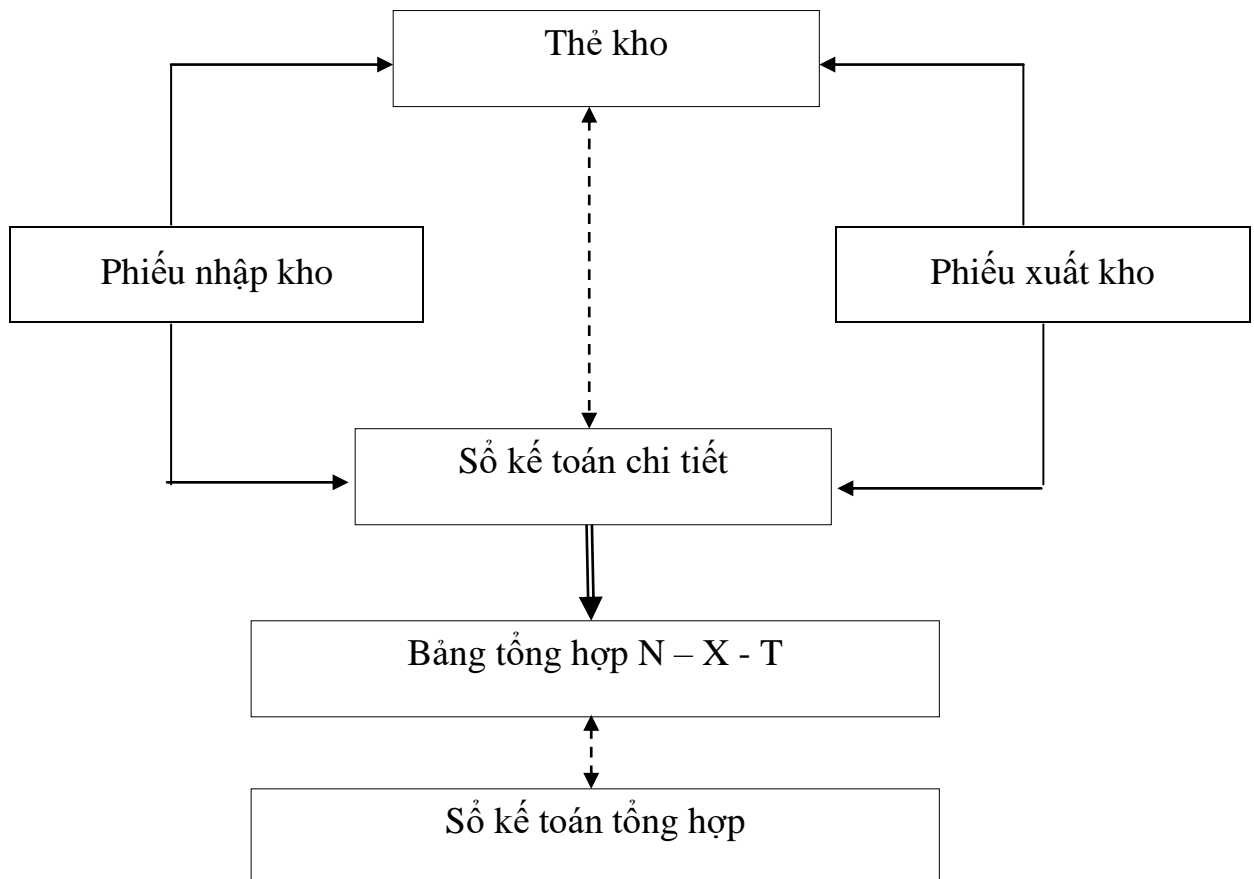 Thẻ kho
Phiếu nhập kho
Phiếu xuất kho
Sổ kế toán chi tiết
Bảng tổng hợp N – X - T
Sổ kế toán tổng hợp